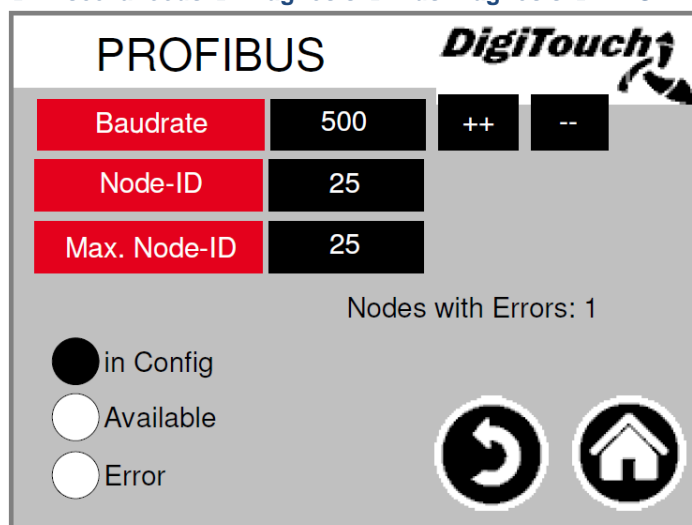 PROFIBUS
DigiTouch
Baudrate 500 ++ --
Node-ID 25
Max. Node-ID 25
Nodes with Errors: 1
in Config
Available
Error